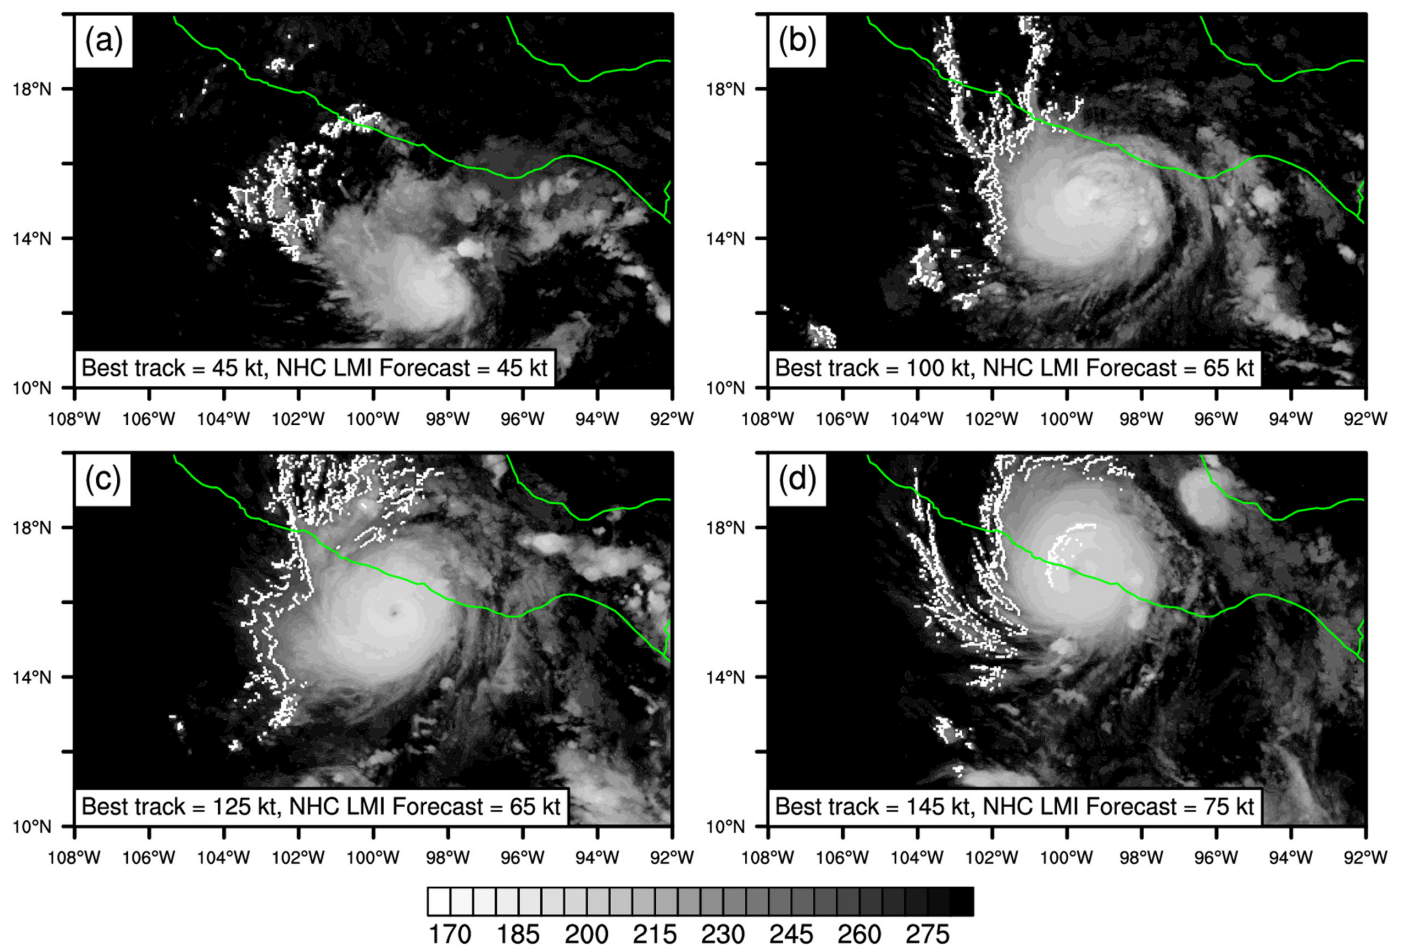 (a)
18°N
14°N
10°N
Best track = 45 kt, NHC LMI Forecast = 45 kt
108°W 106°W 104°W 102°W 100°W 98°W 96°W 94°W 92°W
(b)
18°N
14°N
10°N
Best track = 100 kt, NHC LMI Forecast = 65 kt
108°W 106°W 104°W 102°W 100°W 98°W 96°W 94°W 92°W
(c)
18°N
14°N
10°N
Best track = 125 kt, NHC LMI Forecast = 65 kt
108°W 106°W 104°W 102°W 100°W 98°W 96°W 94°W 92°W
(d)
18°N
14°N
10°N
Best track = 145 kt, NHC LMI Forecast = 75 kt
108°W 106°W 104°W 102°W 100°W 98°W 96°W 94°W 92°W
170 185 200 215 230 245 260 275